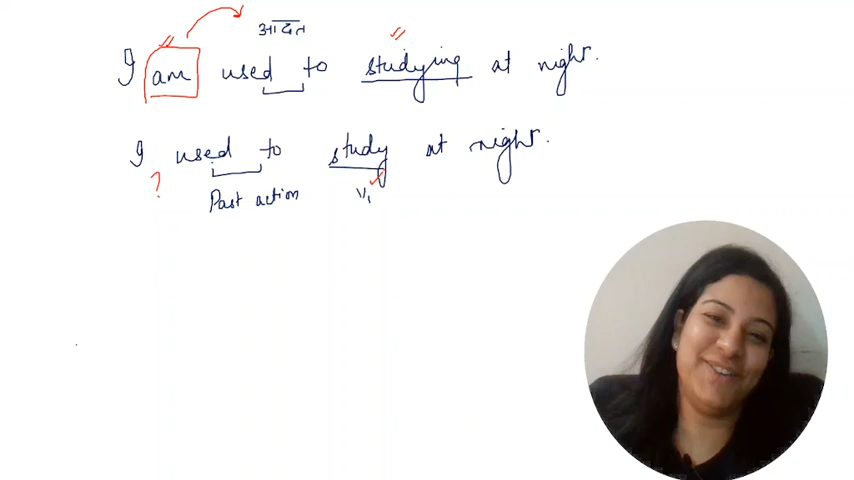 आदत
I am used to studying at night.
I used to study at night.
?
Past action V1